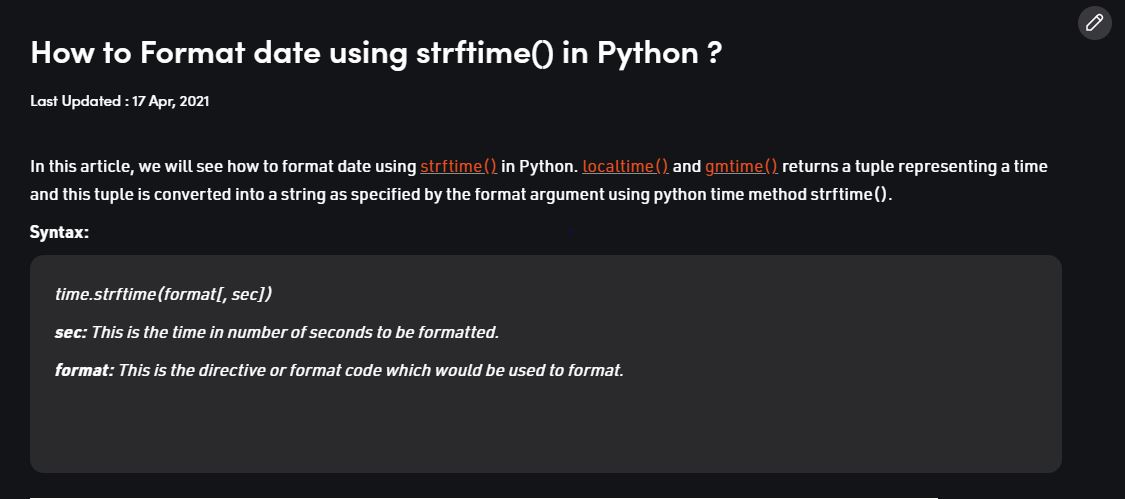 How to Format date using strftime() in Python ?
Last Updated : 17 Apr, 2021
In this article, we will see how to format date using strftime() in Python. localtime() and gmtime() returns a tuple representing a time
and this tuple is converted into a string as specified by the format argument using python time method strftime().
Syntax:
time.strftime(format[, sec])
sec: This is the time in number of seconds to be formatted.
format: This is the directive or format code which would be used to format.